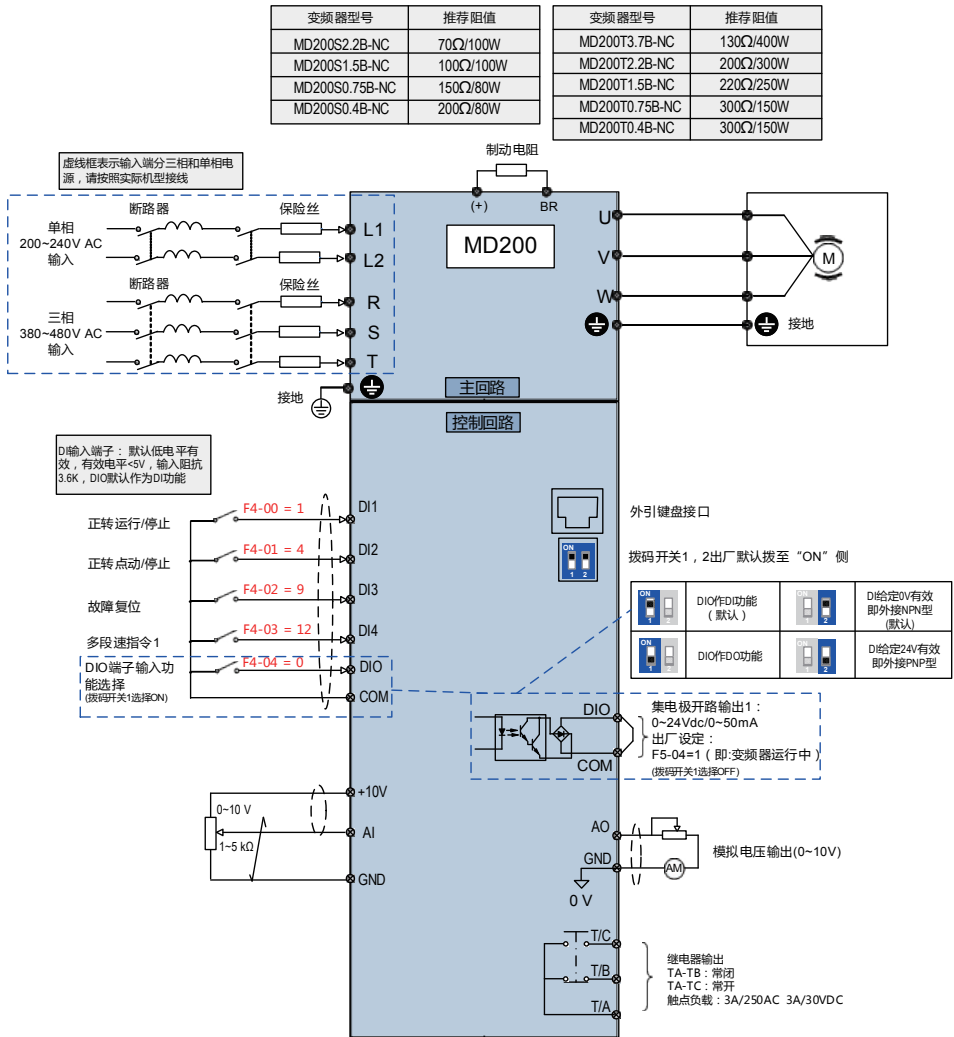 变频器型号 推荐阻值
MD200S2.2B-NC 70Ω/100W
MD200S1.5B-NC 100Ω/100W
MD200S0.75B-NC 150Ω/80W
MD200S0.4B-NC 200Ω/80W
变频器型号 推荐阻值
MD200T3.7B-NC 130Ω/400W
MD200T2.2B-NC 200Ω/300W
MD200T1.5B-NC 220Ω/250W
MD200T0.75B-NC 300Ω/150W
MD200T0.4B-NC 300Ω/150W
虚线框表示输入端分三相和单相电
源，请按照实际机型接线
制动电阻
(+) BR
MD200
断路器 保险丝
单相
200~240V AC
输入
L1
L2
断路器 保险丝
三相
380~480V AC
输入
R
S
T
接地
U
V
W
M
接地
主回路
控制回路
DI输入端子：默认低电平有
效，有效电平<5V，输入阻抗
3.6K，DIO默认作为DI功能
正转运行/停止 F4-00 = 1 DI1
正转点动/停止 F4-01 = 4 DI2
故障复位 F4-02 = 9 DI3
多段速指令1 F4-03 = 12 DI4
DIO端子输入功
能选择
(拨码开关1选择ON)
F4-04 = 0 DIO
COM
外引键盘接口
ON
1 2
拨码开关1，2出厂默认拨至“ON”侧
ON
1
DIO作DI功能
（默认）
2
DI给定0V有效
即外接NPN型
(默认)
ON
1
DIO作DO功能
2
DI给定24V有效
即外接PNP型
DIO
COM
集电极开路输出1：
0~24Vdc/0~50mA
出厂设定：
F5-04=1（即:变频器运行中）
(拨码开关1选择OFF)
+10V
0~10 V
1~5 kΩ
AI
GND
AO
GND
0 V
AM
模拟电压输出(0~10V)
T/C
T/B
T/A
继电器输出
TA-TB：常闭
TA-TC：常开
触点负载：3A/250AC 3A/30VDC